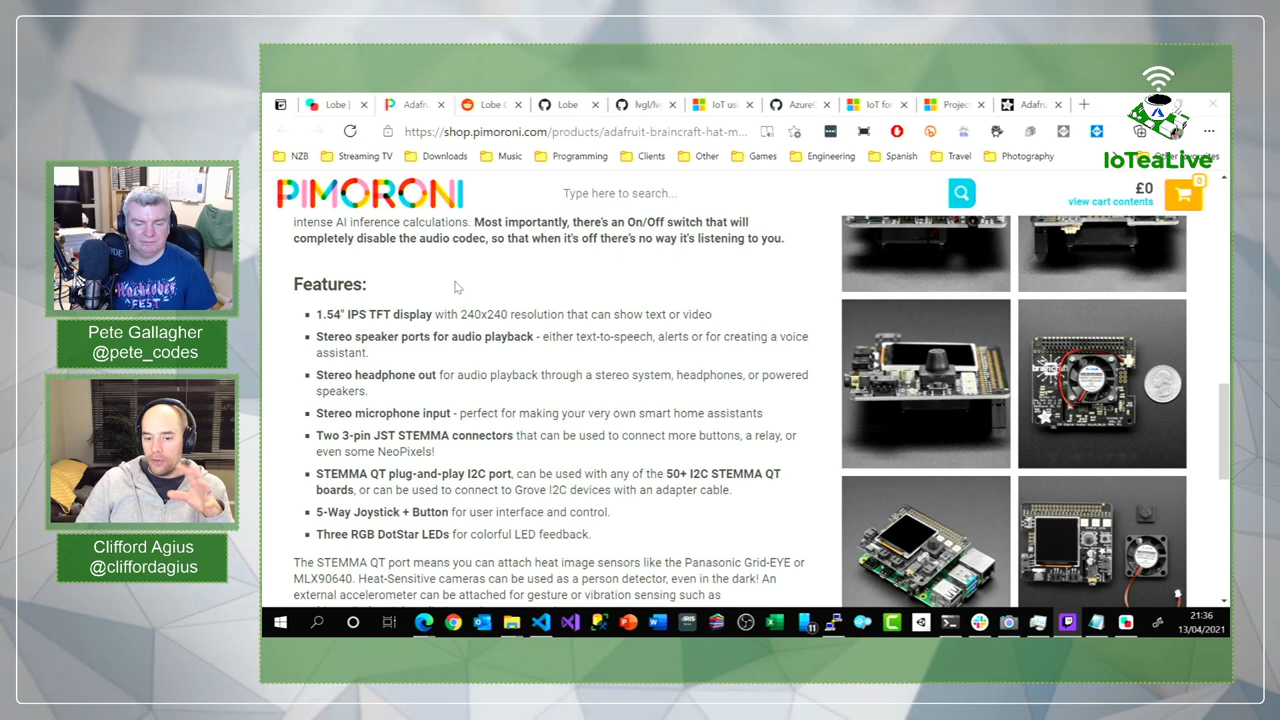 Lobe |
Adafru
Lobe C
Lobe
lvgl/lv
IoT usi
AzureC
IoT for
Project
Adafru
https://shop.pimoroni.com/products/adafruit-braincraft-hat-m...
IoTeaLive
NZB
Streaming TV
Downloads
Music
Programming
Clients
Other
Games
Engineering
Spanish
Travel
Photography
PIMORONI
Type here to search...
£0
view cart contents
0
intense AI inference calculations. Most importantly, there's an On/Off switch that will
completely disable the audio codec, so that when it's off there's no way it's listening to you.
Features:
1.54" IPS TFT display with 240x240 resolution that can show text or video
Stereo speaker ports for audio playback - either text-to-speech, alerts or for creating a voice
assistant.
Stereo headphone out for audio playback through a stereo system, headphones, or powered
speakers.
Stereo microphone input - perfect for making your very own smart home assistants
Two 3-pin JST STEMMA connectors that can be used to connect more buttons, a relay, or
even some NeoPixels!
STEMMA QT plug-and-play I2C port, can be used with any of the 50+ I2C STEMMA QT
boards, or can be used to connect to Grove I2C devices with an adapter cable.
5-Way Joystick + Button for user interface and control.
Three RGB DotStar LEDs for colorful LED feedback.
The STEMMA QT port means you can attach heat image sensors like the Panasonic Grid-EYE or
MLX90640. Heat-Sensitive cameras can be used as a person detector, even in the dark! An
external accelerometer can be attached for gesture or vibration sensing such as
Pete Gallagher
@pete_codes
Clifford Agius
@cliffordagius
FEST
11
21:36
13/04/2021